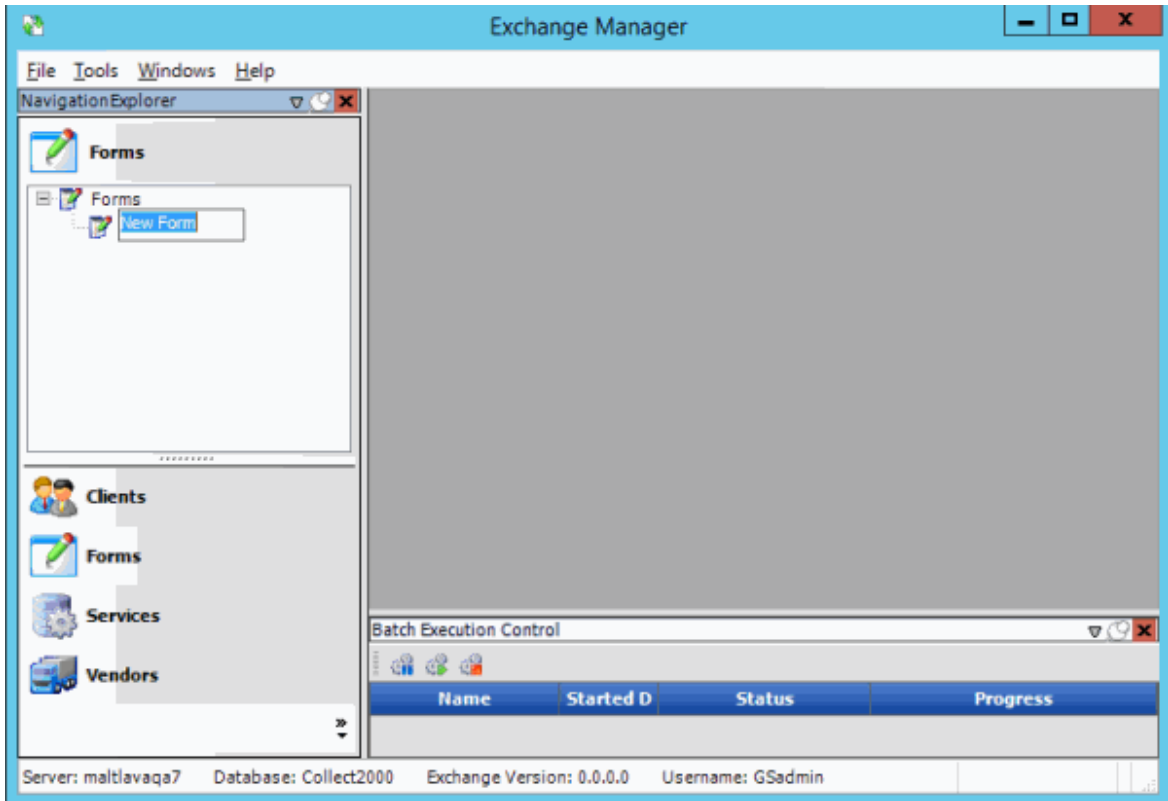 Exchange Manager
File Tools Windows Help
NavigationExplorer
Forms
Forms
New Form
Clients
Forms
Services
Vendors
Batch Execution Control
Name Started D Status Progress
Server: maltlavaqa7 Database: Collect2000 Exchange Version: 0.0.0.0 Username: GSadmin